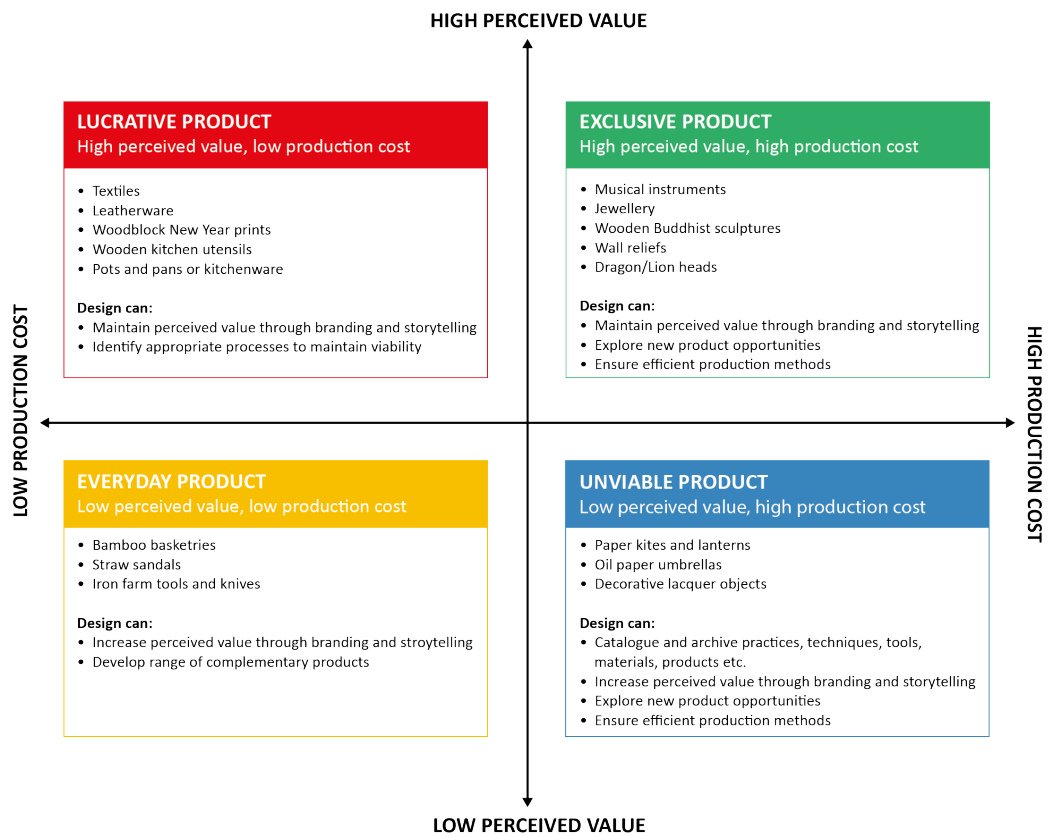 HIGH PERCEIVED VALUE
LUCRATIVE PRODUCT
High perceived value, low production cost
• Textiles
• Leatherware
• Woodblock New Year prints
• Wooden kitchen utensils
• Pots and pans or kitchenware
Design can:
• Maintain perceived value through branding and storytelling
• Identify appropriate processes to maintain viability
EXCLUSIVE PRODUCT
High perceived value, high production cost
• Musical instruments
• Jewellery
• Wooden Buddhist sculptures
• Wall reliefs
• Dragon/Lion heads
Design can:
• Maintain perceived value through branding and storytelling
• Explore new product opportunities
• Ensure efficient production methods
LOW PRODUCTION COST
HIGH PRODUCTION COST
EVERYDAY PRODUCT
Low perceived value, low production cost
• Bamboo basketries
• Straw sandals
• Iron farm tools and knives
Design can:
• Increase perceived value through branding and stroytelling
• Develop range of complementary products
UNVIABLE PRODUCT
Low perceived value, high production cost
• Paper kites and lanterns
• Oil paper umbrellas
• Decorative lacquer objects
Design can:
• Catalogue and archive practices, techniques, tools,
materials, products etc.
• Increase perceived value through branding and storytelling
• Explore new product opportunities
• Ensure efficient production methods
LOW PERCEIVED VALUE